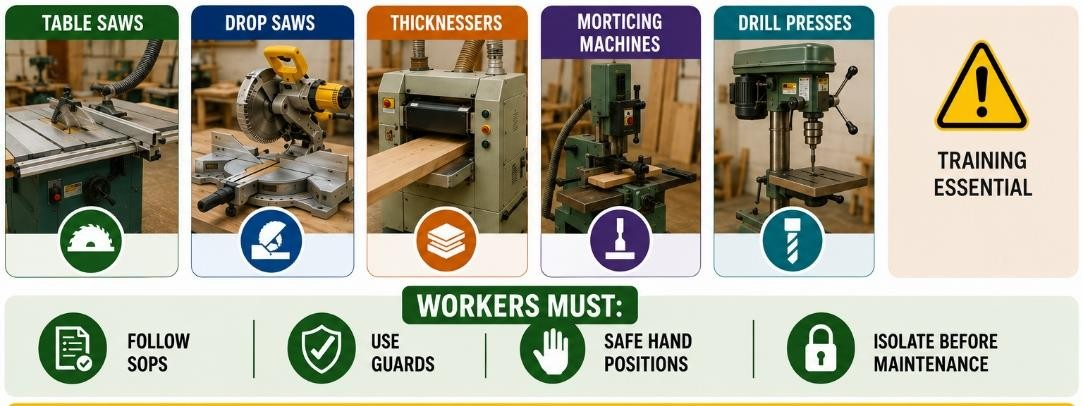 TABLE SAWS
DROP SAWS
THICKNESSERS
MORTICING
MACHINES
DRILL PRESSES
TRAINING
ESSENTIAL
WORKERS MUST:
FOLLOW
SOPS
USE
GUARDS
SAFE HAND
POSITIONS
ISOLATE BEFORE
MAINTENANCE